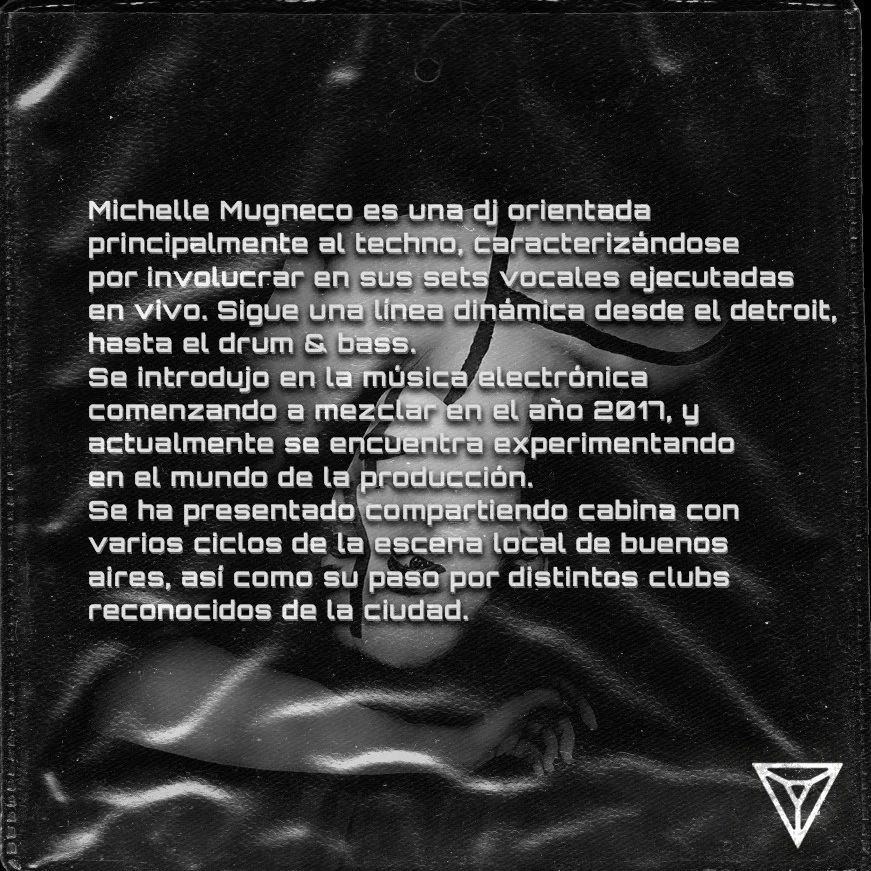 Michelle Mugneco es una dj orientada
principalmente al techno, caracterizándose
por involucrar en sus sets vocales ejecutadas
en vivo. Sigue una línea dinámica desde el detroit,
hasta el drum & bass.
Se introdujo en la música electrónica
comenzando a mezclar en el año 2017, y
actualmente se encuentra experimentando
en el mundo de la producción.
Se ha presentado compartiendo cabina con
varios ciclos de la escena local de buenos
aires, así como su paso por distintos clubs
reconocidos de la ciudad.